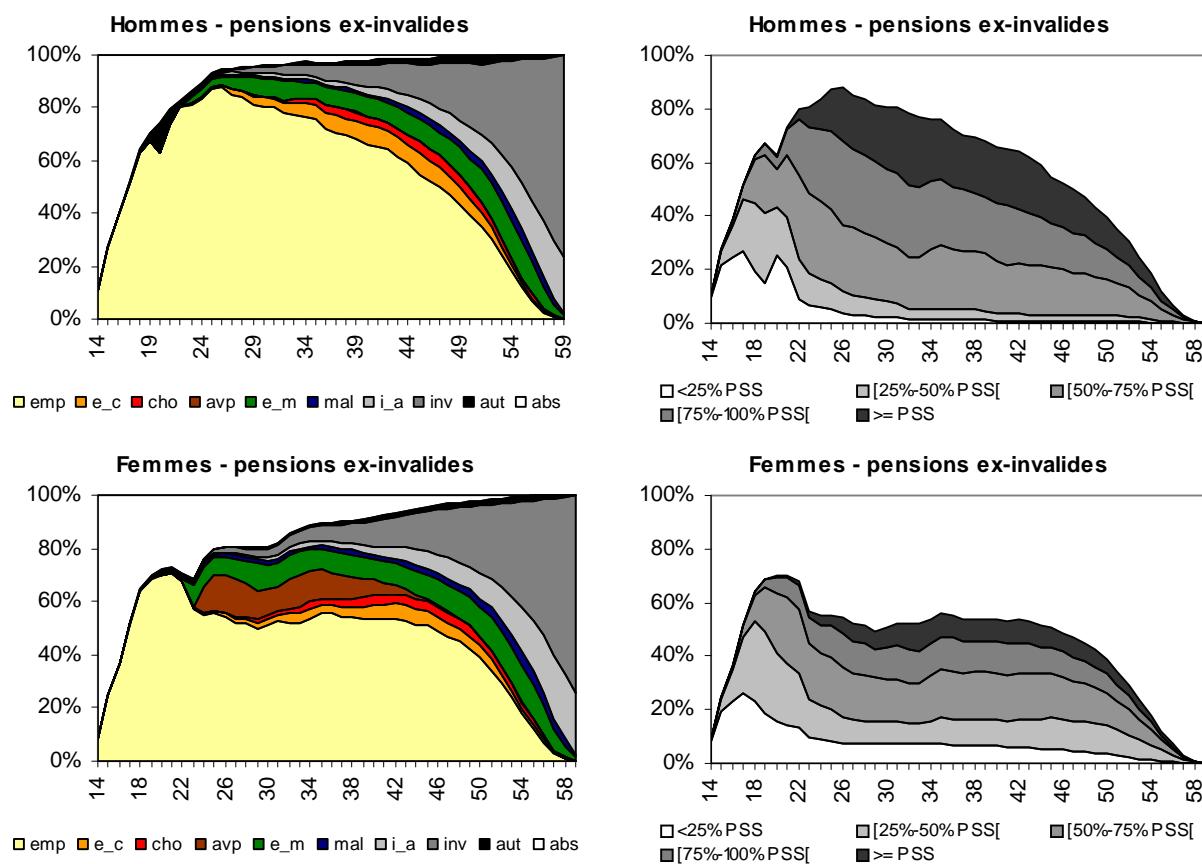 Hommes - pensions ex-invalides
100%
80%
60%
40%
20%
0%
14 19 24 29 34 39 44 49 54 59
emp e_c cho avp e_m mal i_a inv aut abs
Hommes - pensions ex-invalides
100%
80%
60%
40%
20%
0%
14 18 22 26 30 34 38 42 46 50 54 58
<25% PSS [25%-50% PSS[ [50%-75% PSS[
[75%-100% PSS[ >= PSS
Femmes - pensions ex-invalides
100%
80%
60%
40%
20%
0%
14 18 22 26 30 34 38 42 46 50 54 58
emp e_c cho avp e_m mal i_a inv aut abs
Femmes - pensions ex-invalides
100%
80%
60%
40%
20%
0%
14 18 22 26 30 34 38 42 46 50 54 58
<25% PSS [25%-50% PSS[ [50%-75% PSS[
[75%-100% PSS[ >= PSS